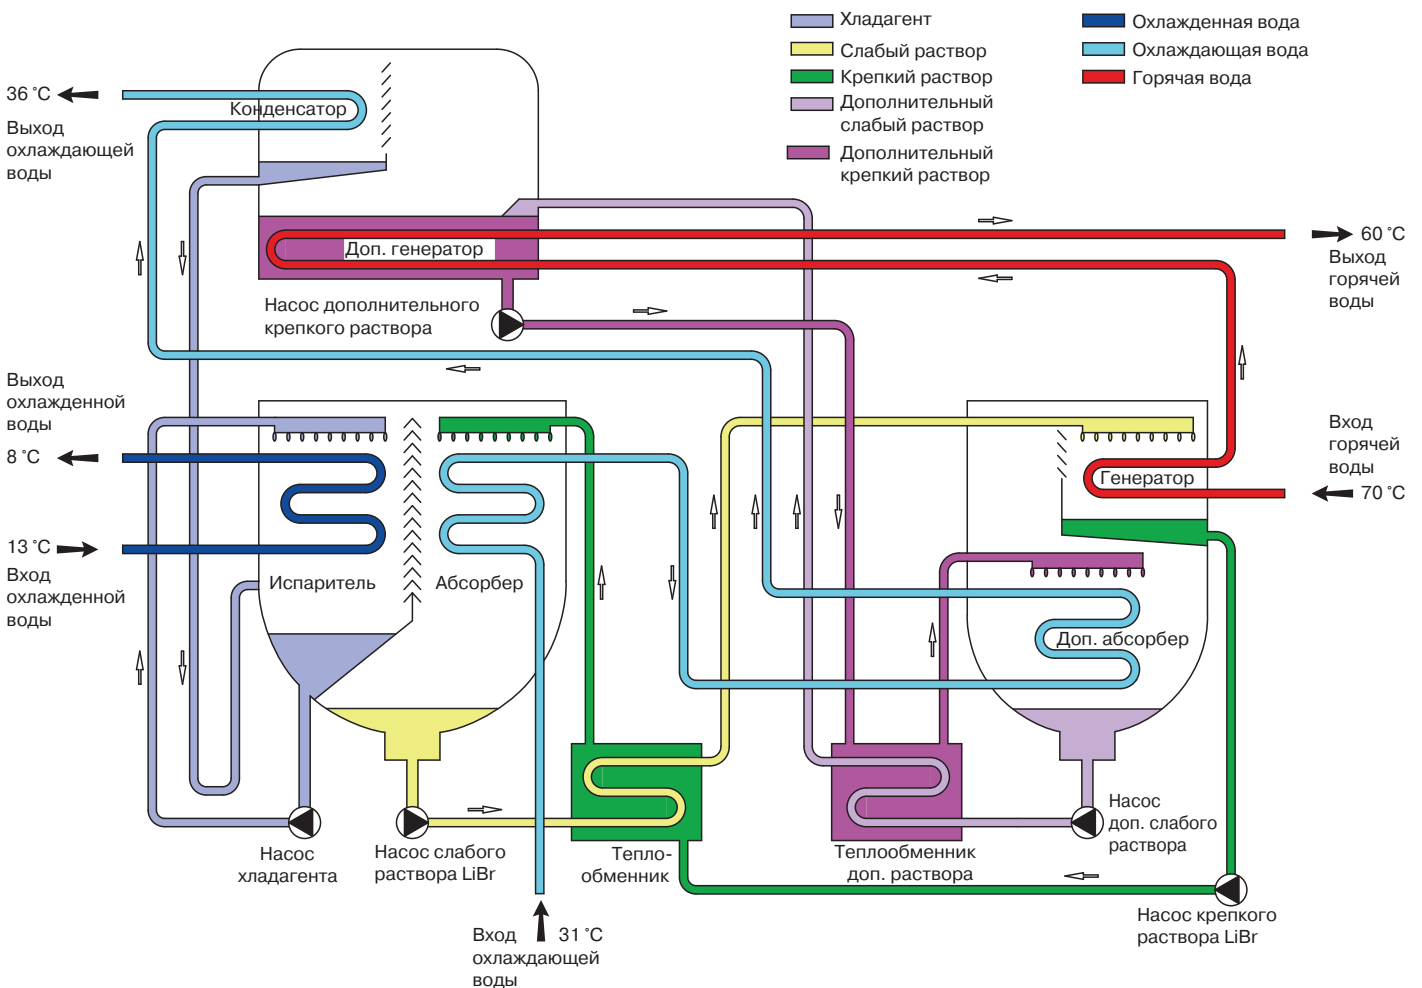 Хладагент
Слабый раствор
Крепкий раствор
Дополнительный
слабый раствор
Дополнительный
крепкий раствор
Охлажденная вода
Охлаждающая вода
Горячая вода
36 °C
Выход
охлаждающей
воды
Конденсатор
Доп. генератор
60 °C
Выход
горячей
воды
Насос дополнительного
крепкого раствора
Выход
охлажденной
воды
8 °C
13 °C
Вход
охлажденной
воды
Испаритель
Абсорбер
Вход
горячей
воды
70 °C
Генератор
Доп. абсорбер
Насос
хладагента
Насос слабого
раствора LiBr
Тепло-
обменник
Теплообменник
доп. раствора
Насос
доп. слабого
раствора
Насос крепкого
раствора LiBr
Вход 31 °C
охлаждающей
воды